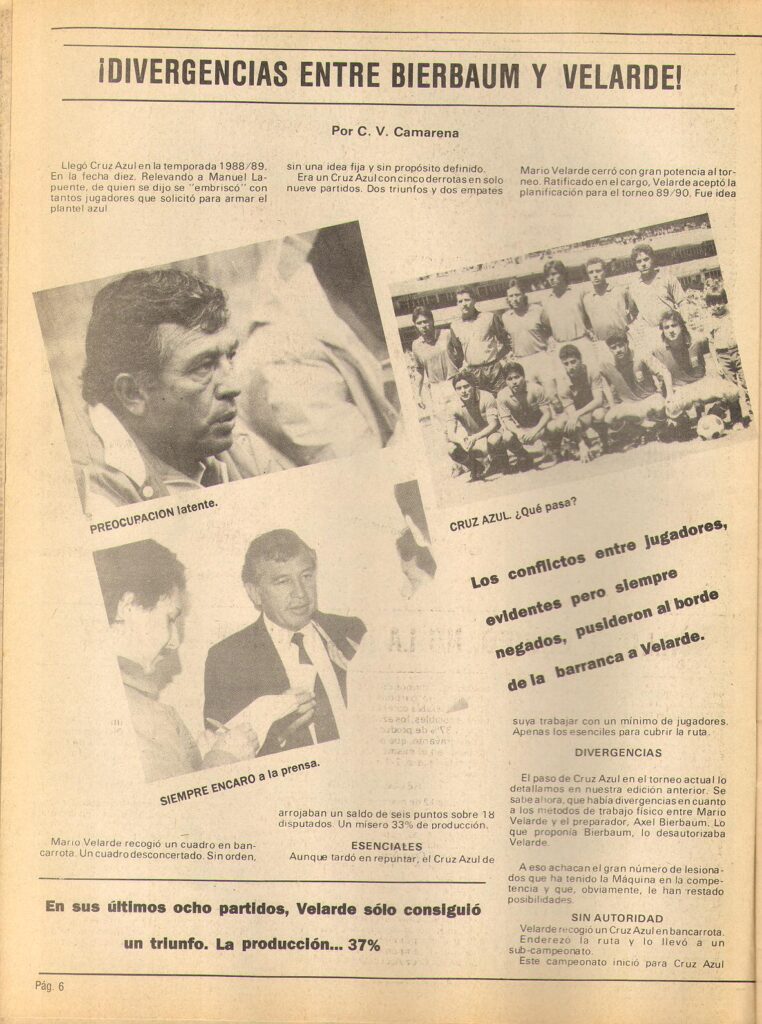 ¡DIVERGENCIAS ENTRE BIERBAUM Y VELARDE!
Por C. V. Camarena
Llegó Cruz Azul en la temporada 1988/89.
En la fecha diez. Relevando a Manuel La-
puente, de quien se dijo se "embriscó" con
tantos jugadores que solicitó para armar el
plantel azul
PREOCUPACION latente.
SIEMPRE ENCARO a la prensa.
Mario Velarde recogió un cuadro en ban-
carrota. Un cuadro desconcertado. Sin orden,
sin una idea fija y sin propósito definido.
Era un Cruz Azul con cinco derrotas en solo
nueve partidos. Dos triunfos y dos empates
arrojaban un saldo de seis puntos sobre 18
disputados. Un mísero 33% de producción.
ESENCIALES
Aunque tardó en repuntar, el Cruz Azul de
Mario Velarde cerró con gran potencia al tor-
neo. Ratificado en el cargo, Velarde aceptó la
planificación para el torneo 89/90. Fue idea
CRUZ AZUL. ¿Qué pasa?
Los conflictos entre jugadores,
evidentes pero siempre
negados, pusideron al borde
de la barranca a Velarde.
suya trabajar con un mínimo de jugadores.
Apenas los esenciles para cubrir la ruta.
DIVERGENCIAS
El paso de Cruz Azul en el torneo actual lo
detallamos en nuestra edición anterior. Se
sabe ahora, que había divergencias en cuanto
a los métodos de trabajo físico entre Mario
Velarde y el preparador, Axel Bierbaum. Lo
que proponía Bierbaum, lo desautorizaba
Velarde.
A eso achacan el gran número de lesiona-
dos que ha tenido la Máquina en la compe-
tencia y que, obviamente, le han restado
posibilidades.
SIN AUTORIDAD
Velarde recogió un Cruz Azul en bancarrota.
Enderezo la ruta y lo llevó a un
sub-campeonato.
Este campeonato inició para Cruz Azul
En sus últimos ocho partidos, Velarde sólo consiguió
un triunfo. La producción... 37%
Pág. 6